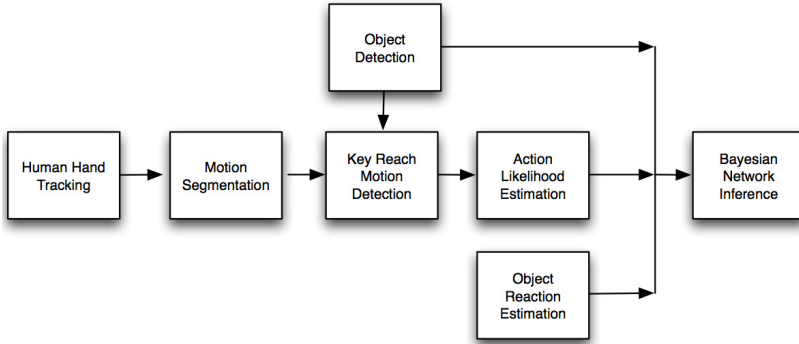 Object
Detection
Human Hand
Tracking
Motion
Segmentation
Key Reach
Motion
Detection
Action
Likelihood
Estimation
Bayesian
Network
Inference
Object
Reaction
Estimation